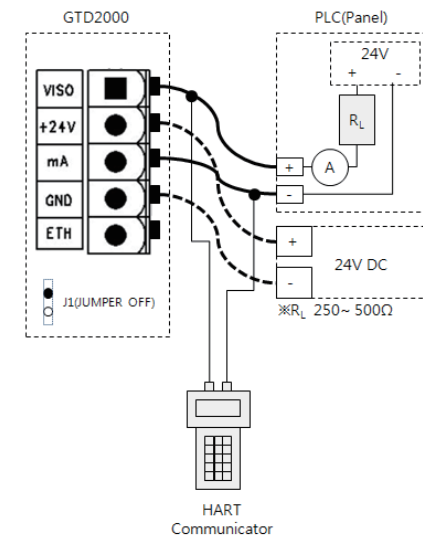 GTD2000
PLC(Panel)
24V
+ -
RL
VISO
+24V
mA
GND
ETH
+
A
-
+
24V DC
-
J1(JUMPER OFF)
※RL 250~ 500Ω
HART
Communicator